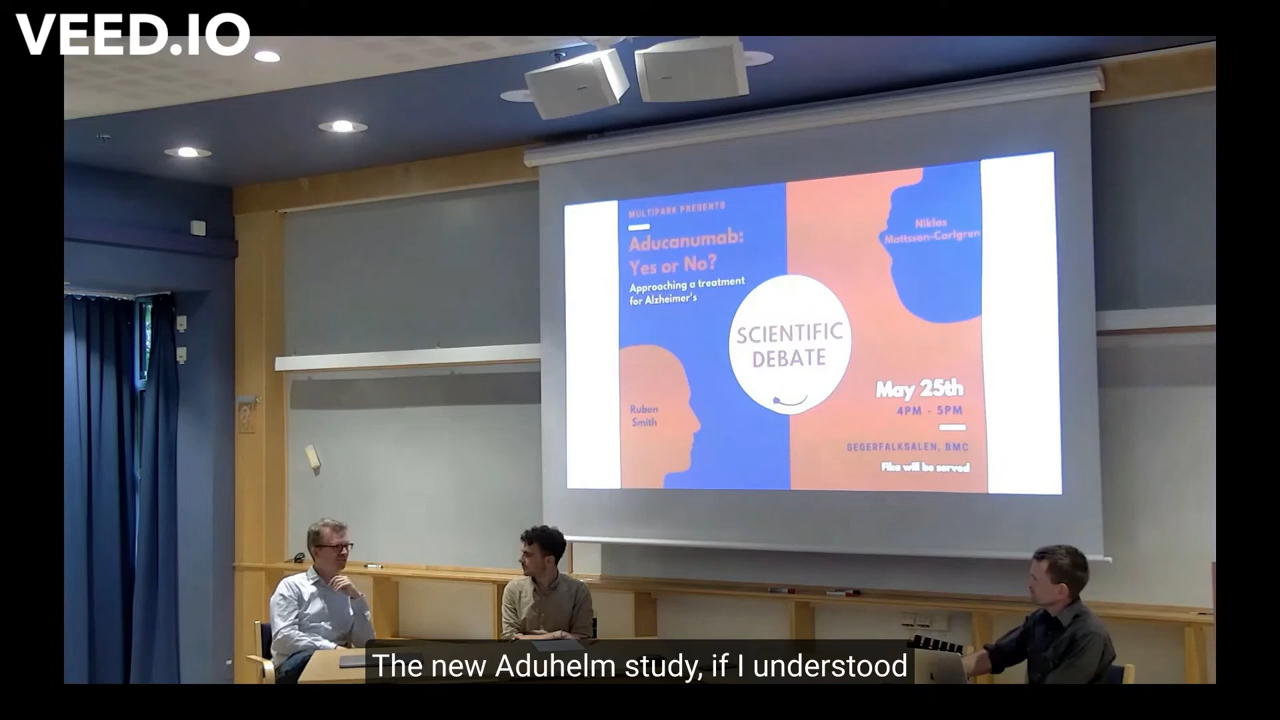 VEED.IO
MULTIPARK PRESENTS
Aducanumab:
Yes or No?
Approaching a treatment
for Alzheimer's
Niklas
Mattsson-Carlgren
SCIENTIFIC
DEBATE
Ruben
Smith
May 25th
4PM - 5PM
SEGERFALKSALEN, BMC
Fika will be served
The new Aduhelm study, if I understood